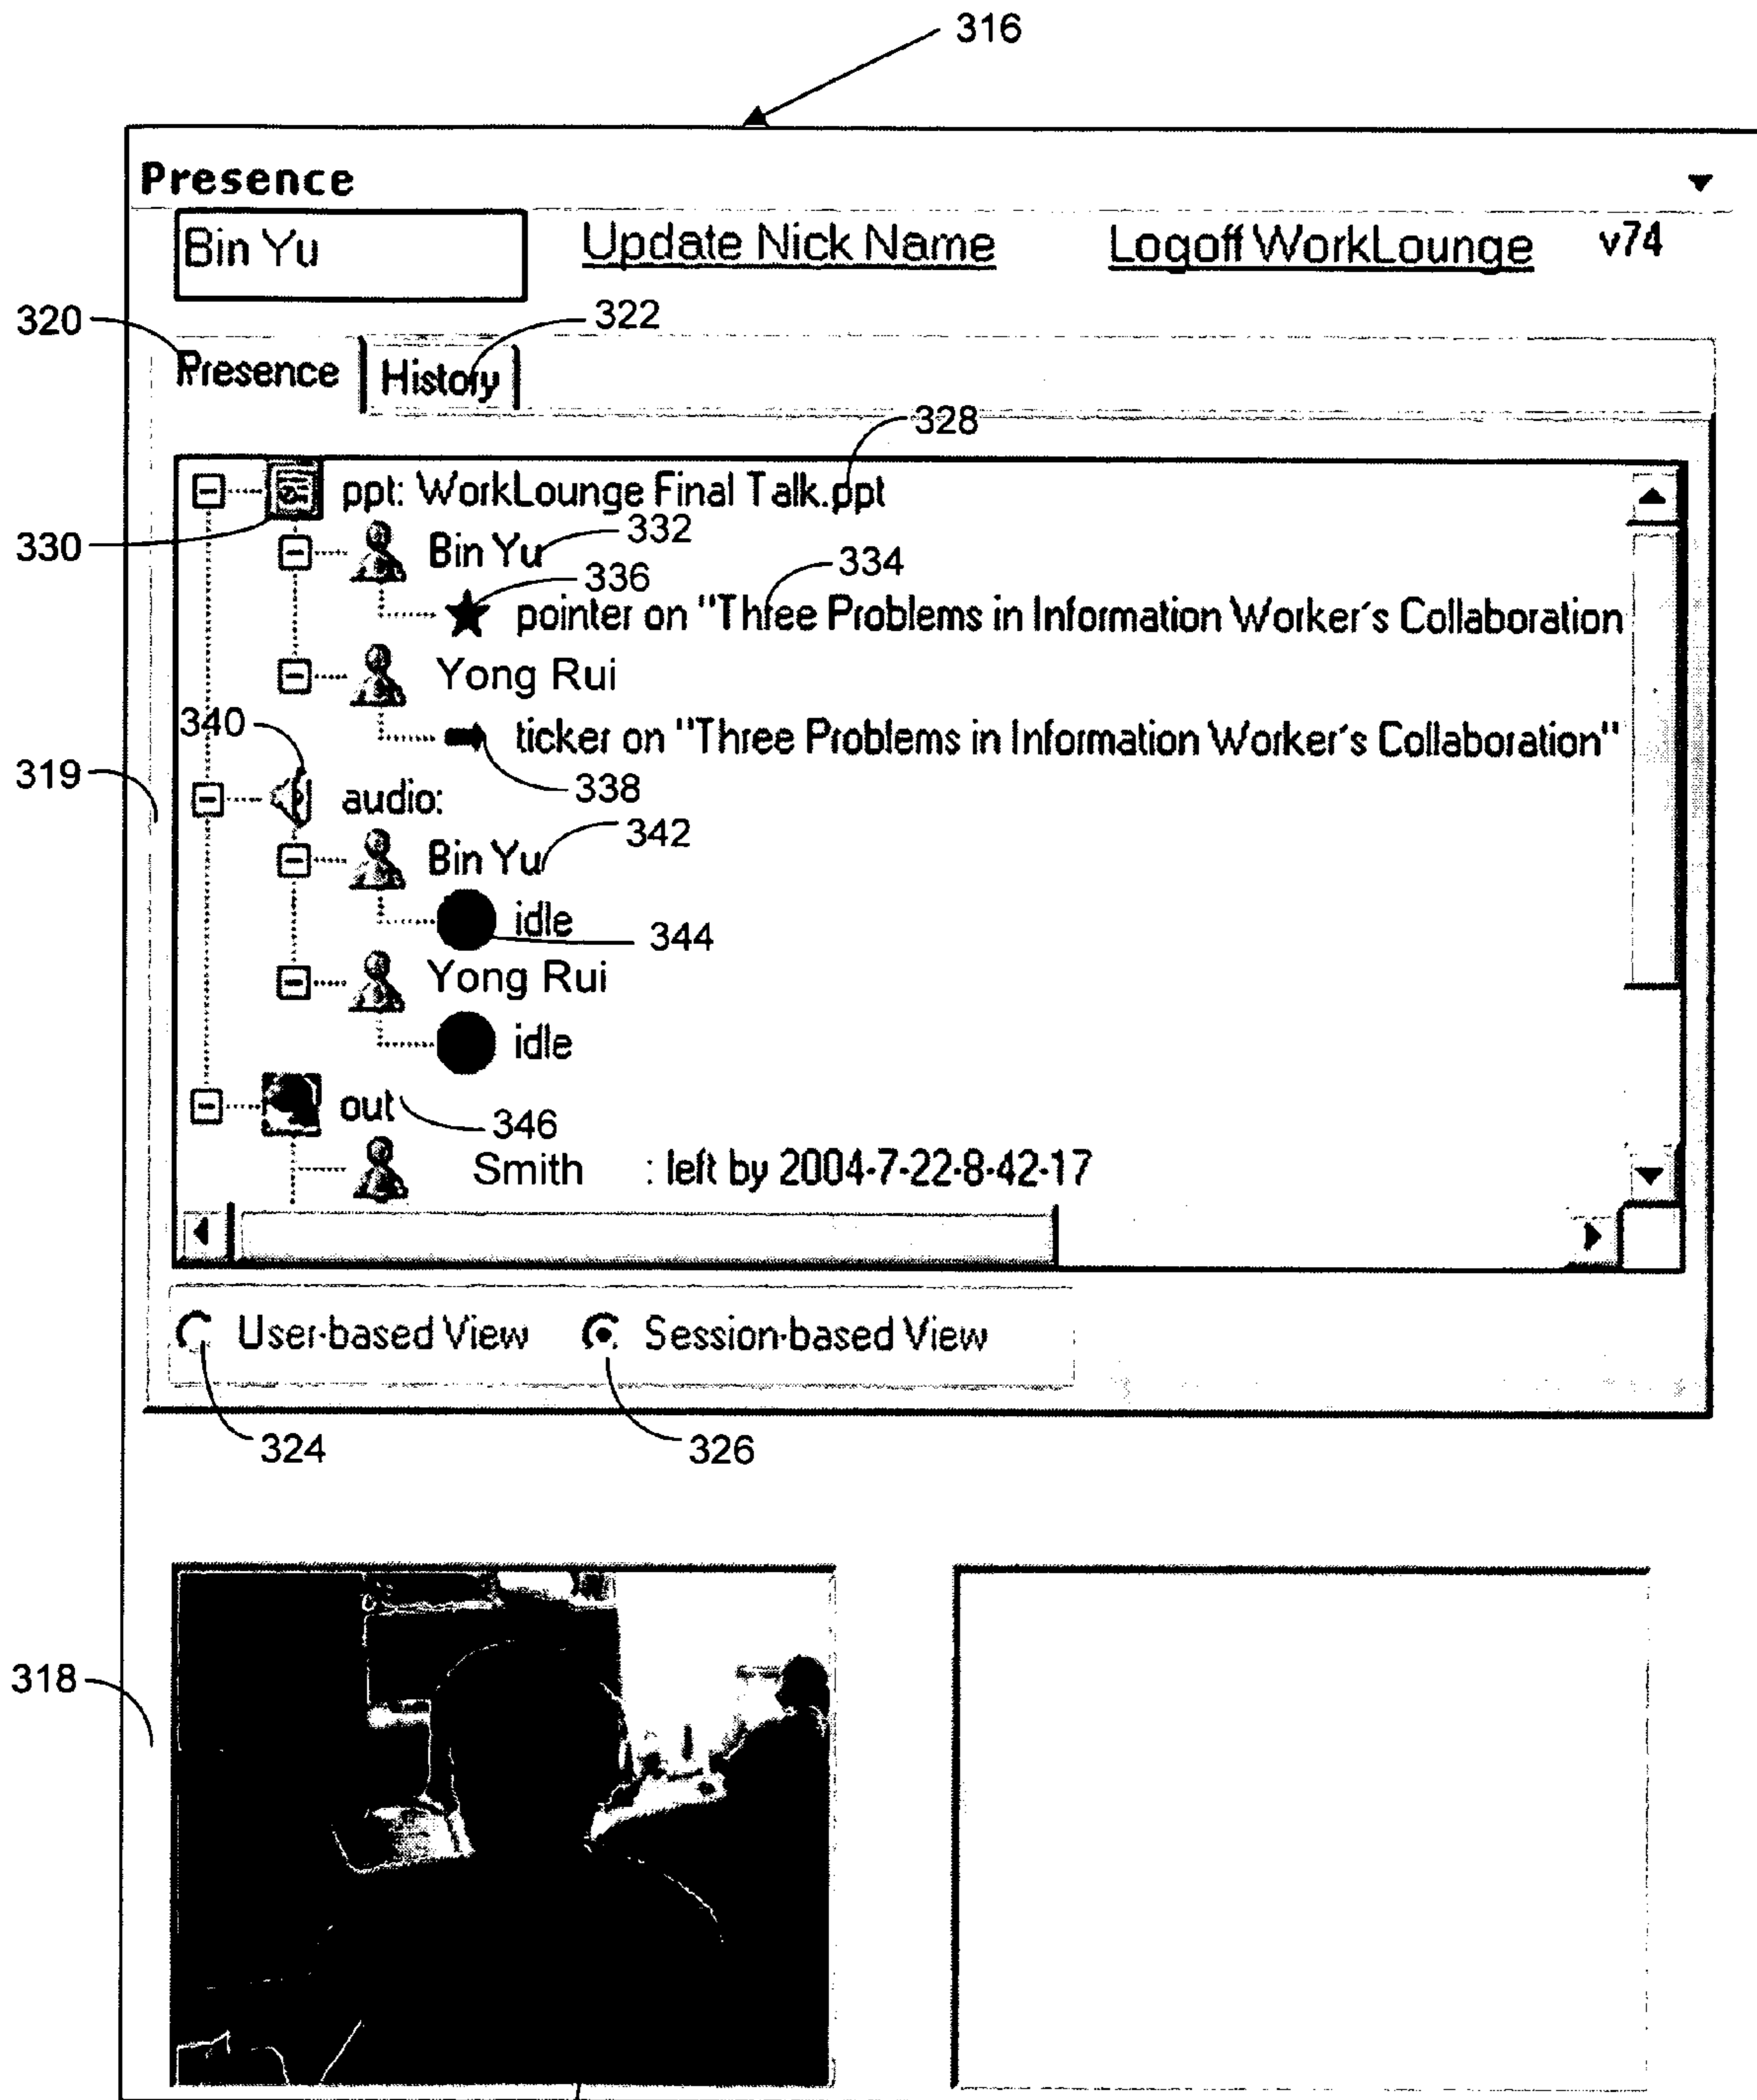 316
Presence
Bin Yu Update Nick Name Logoff WorkLounge v74
320 322
Presence History
328
ppt: WorkLounge Final Talk.ppt
330 Bin Yu 332
336 334
pointer on "Three Problems in Information Worker's Collaboration
Yong Rui
340 ticker on "Three Problems in Information Worker's Collaboration"
319 audio: 338
Bin Yu 342
idle 344
Yong Rui
idle
out 346
Smith : left by 2004-7-22-8-42-17
User-based View Session-based View
324 326
318